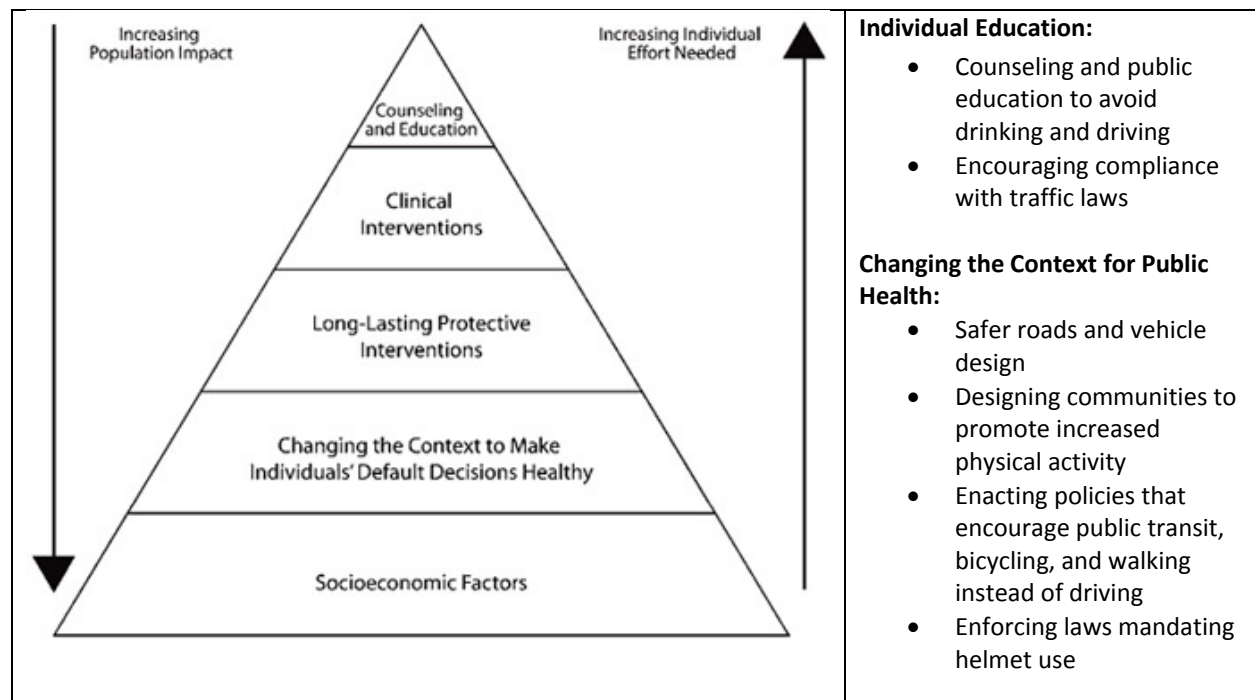 Increasing
Population Impact
Increasing Individual
Effort Needed
Counseling
and Education
Clinical
Interventions
Long-Lasting Protective
Interventions
Changing the Context to Make
Individuals' Default Decisions Healthy
Socioeconomic Factors
Individual Education:
• Counseling and public
education to avoid
drinking and driving
• Encouraging compliance
with traffic laws
Changing the Context for Public
Health:
• Safer roads and vehicle
design
• Designing communities to
promote increased
physical activity
• Enacting policies that
encourage public transit,
bicycling, and walking
instead of driving
• Enforcing laws mandating
helmet use